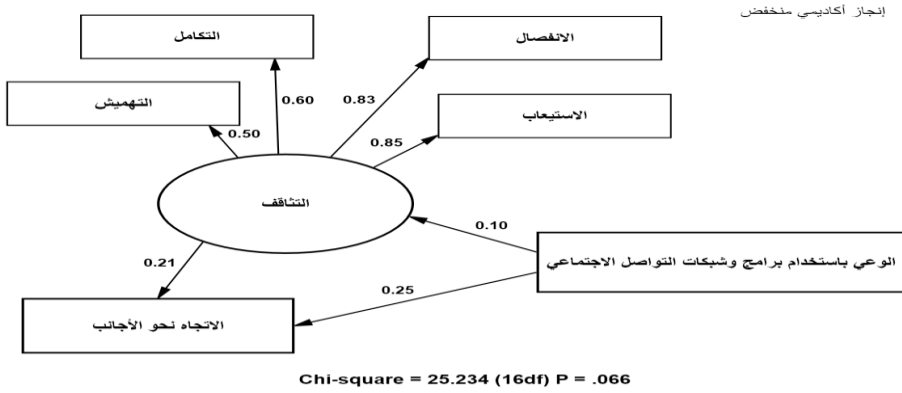 إنجاز أكاديمي منخفض
التكامل
الانفصال
التهميش
الاستيعاب
0.60
0.83
0.50
0.85
التثاقف
0.10
الوعي باستخدام برامج وشبكات التواصل الاجتماعي
0.21
0.25
الاتجاه نحو الأجانب
Chi-square = 25.234 (16df) P = .066